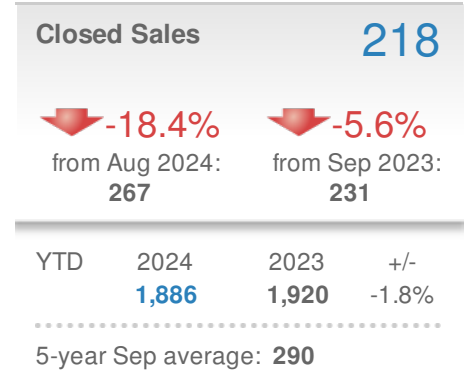 Closed Sales 218
-18.4% -5.6%
from Aug 2024: from Sep 2023:
267 231
YTD 2024 2023 +/-
1,886 1,920 -1.8%
5-year Sep average: 290